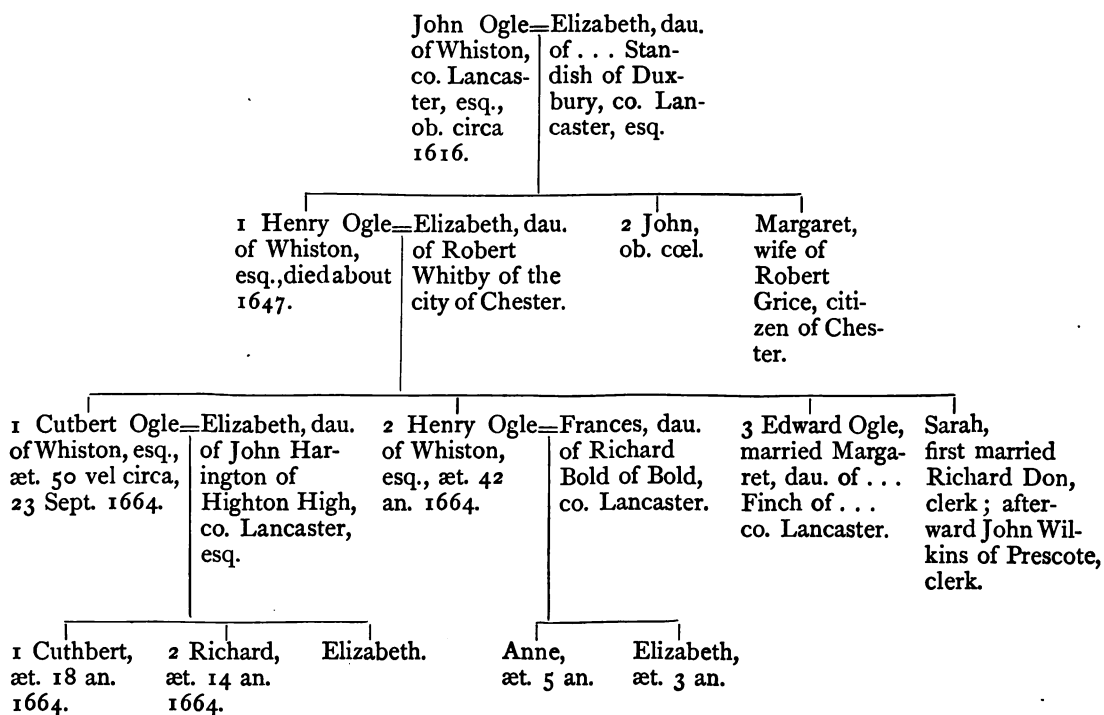 John Ogle=Elizabeth, dau.
of Whiston, of . . . Stan-
co. Lancas- dish of Dux-
ter, esq., bury, co. Lan-
ob. circa caster, esq.
1616.
1 Henry Ogle=Elizabeth, dau.
of Whiston, of Robert
esq., died about Whitby of the
1647. city of Chester.
2 John,
ob. cœl.
Margaret,
wife of
Robert
Grice, citi-
zen of Ches-
ter.
1 Cutbert Ogle=Elizabeth, dau.
of Whiston, esq., of John Har-
æt. 50 vel circa, ington of
23 Sept. 1664. Highton High,
co. Lancaster,
esq.
2 Henry Ogle=Frances, dau.
of Whiston, of Richard
esq., æt. 42 Bold of Bold,
an. 1664. co. Lancaster.
3 Edward Ogle,
married Marga-
ret, dau. of . . .
Finch of . . .
co. Lancaster.
Sarah,
first married
Richard Don,
clerk ; after-
ward John Wil-
kins of Prescote,
clerk.
1 Cuthbert,
æt. 18 an.
1664.
2 Richard,
æt. 14 an.
1664.
Elizabeth.
Anne,
æt. 5 an.
Elizabeth,
æt. 3 an.